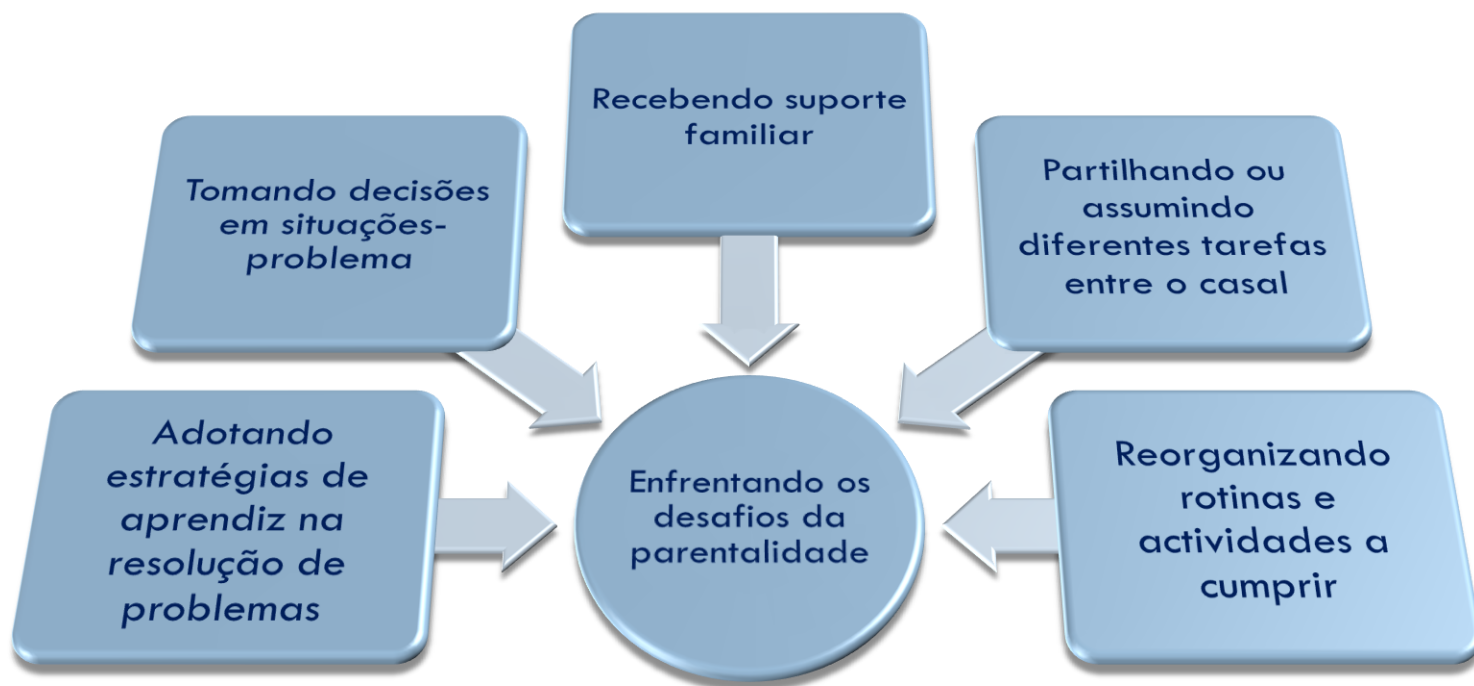 Recebendo suporte
familiar
Tomando decisões
em situações-
problema
Partilhando ou
assumindo
diferentes tarefas
entre o casal
Adotando
estratégias de
aprendiz na
resolução de
problemas
Enfrentando os
desafios da
parentalidade
Reorganizando
rotinas e
actividades a
cumprir